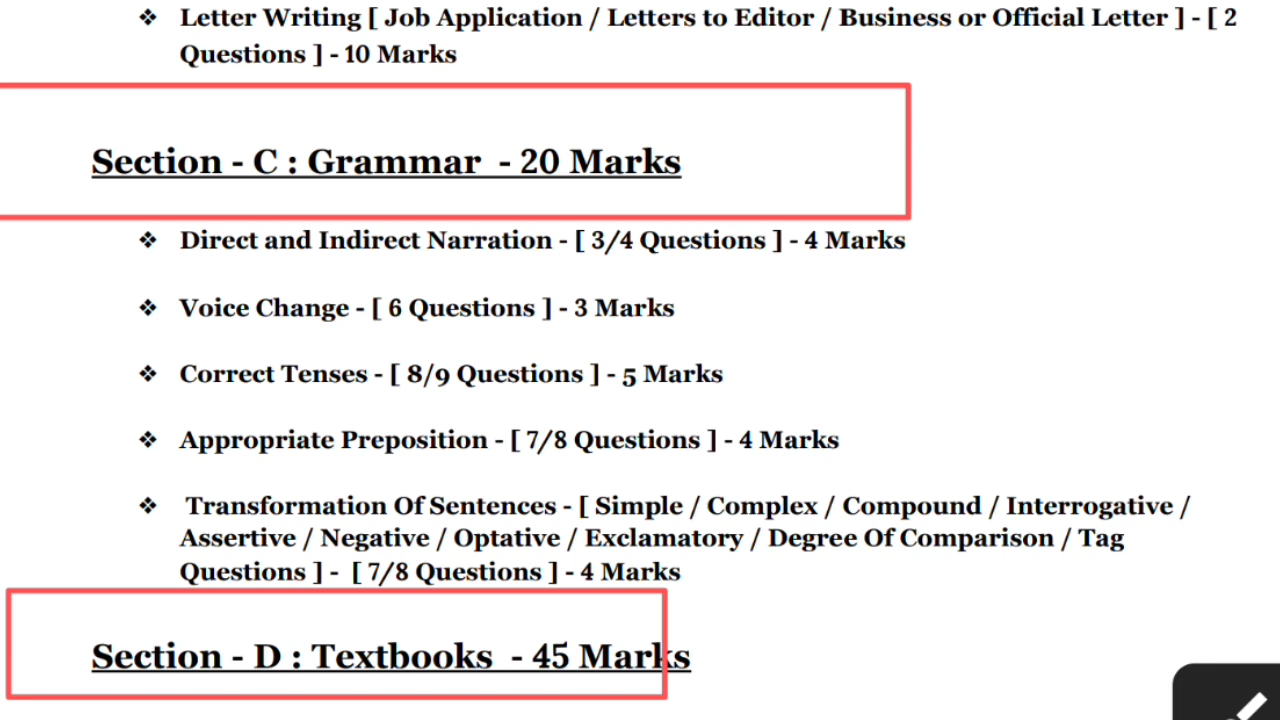 ❖ Letter Writing [ Job Application / Letters to Editor / Business or Official Letter ] - [ 2
Questions ] - 10 Marks
Section - C : Grammar - 20 Marks
❖ Direct and Indirect Narration - [ 3/4 Questions ] - 4 Marks
❖ Voice Change - [ 6 Questions ] - 3 Marks
❖ Correct Tenses - [ 8/9 Questions ] - 5 Marks
❖ Appropriate Preposition - [ 7/8 Questions ] - 4 Marks
❖ Transformation Of Sentences - [ Simple / Complex / Compound / Interrogative /
Assertive / Negative / Optative / Exclamatory / Degree Of Comparison / Tag
Questions ] - [ 7/8 Questions ] - 4 Marks
Section - D : Textbooks - 45 Marks